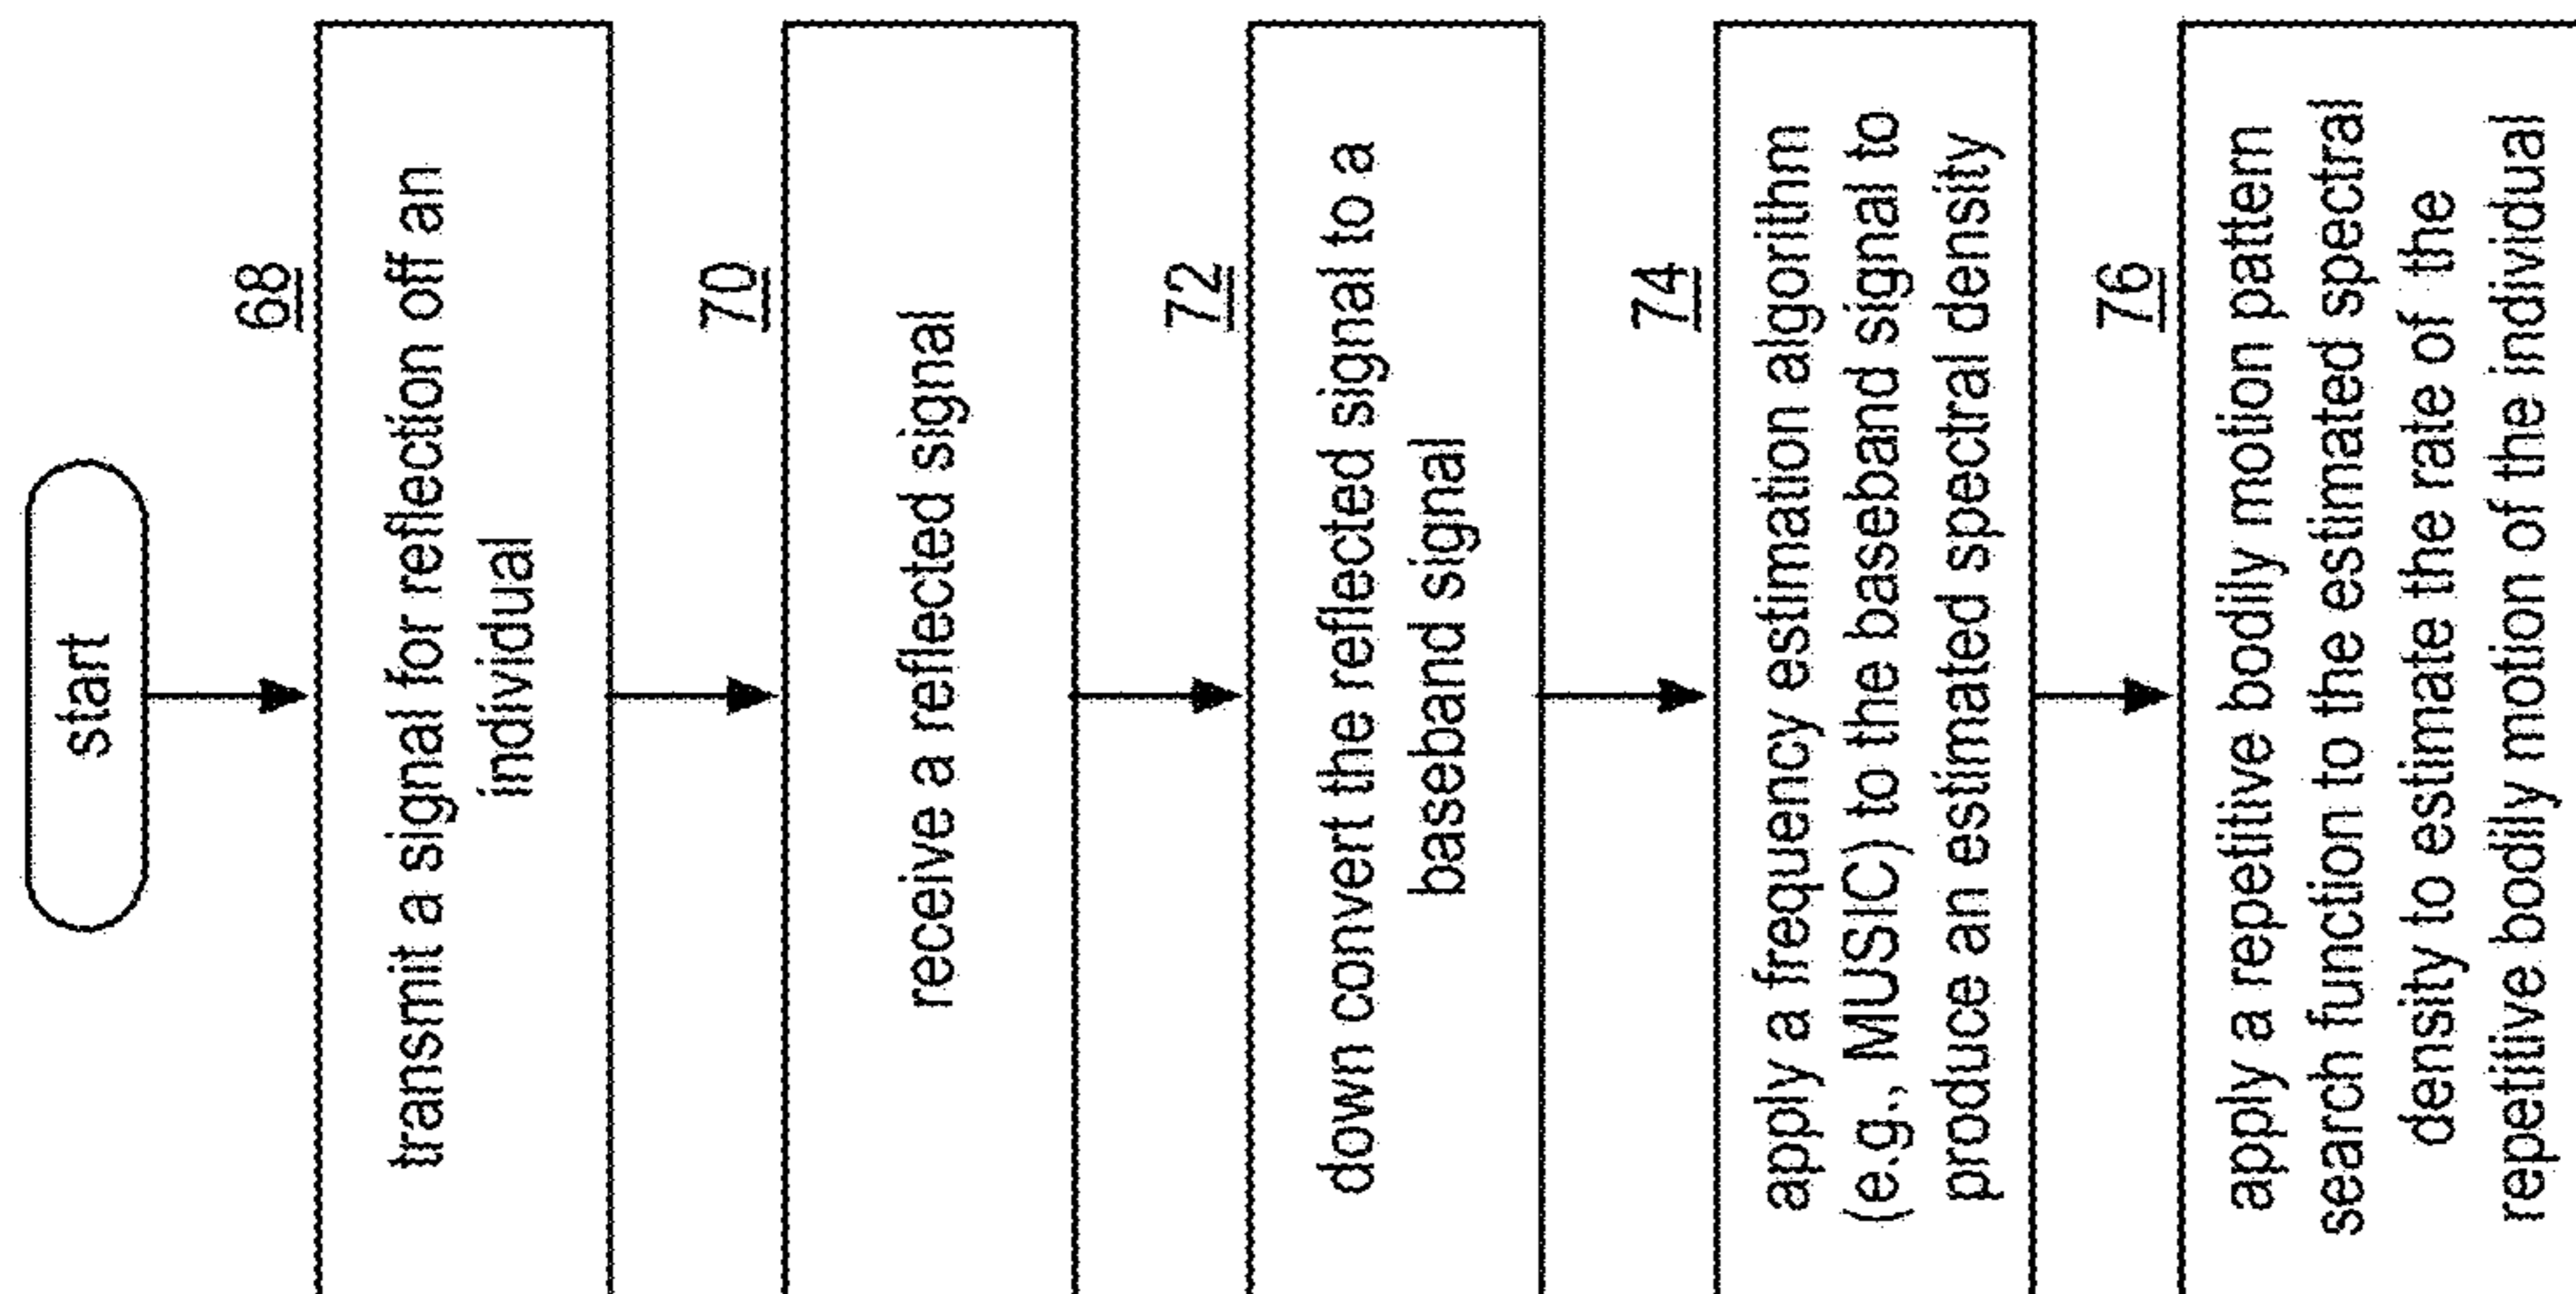 start
68
transmit a signal for reflection off an
individual
70
receive a reflected signal
72
down convert the reflected signal to a
baseband signal
74
apply a frequency estimation algorithm
(e.g., MUSIC) to the baseband signal to
produce an estimated spectral density
76
apply a repetitive bodily motion pattern
search function to the estimated spectral
density to estimate the rate of the
repetitive bodily motion of the individual